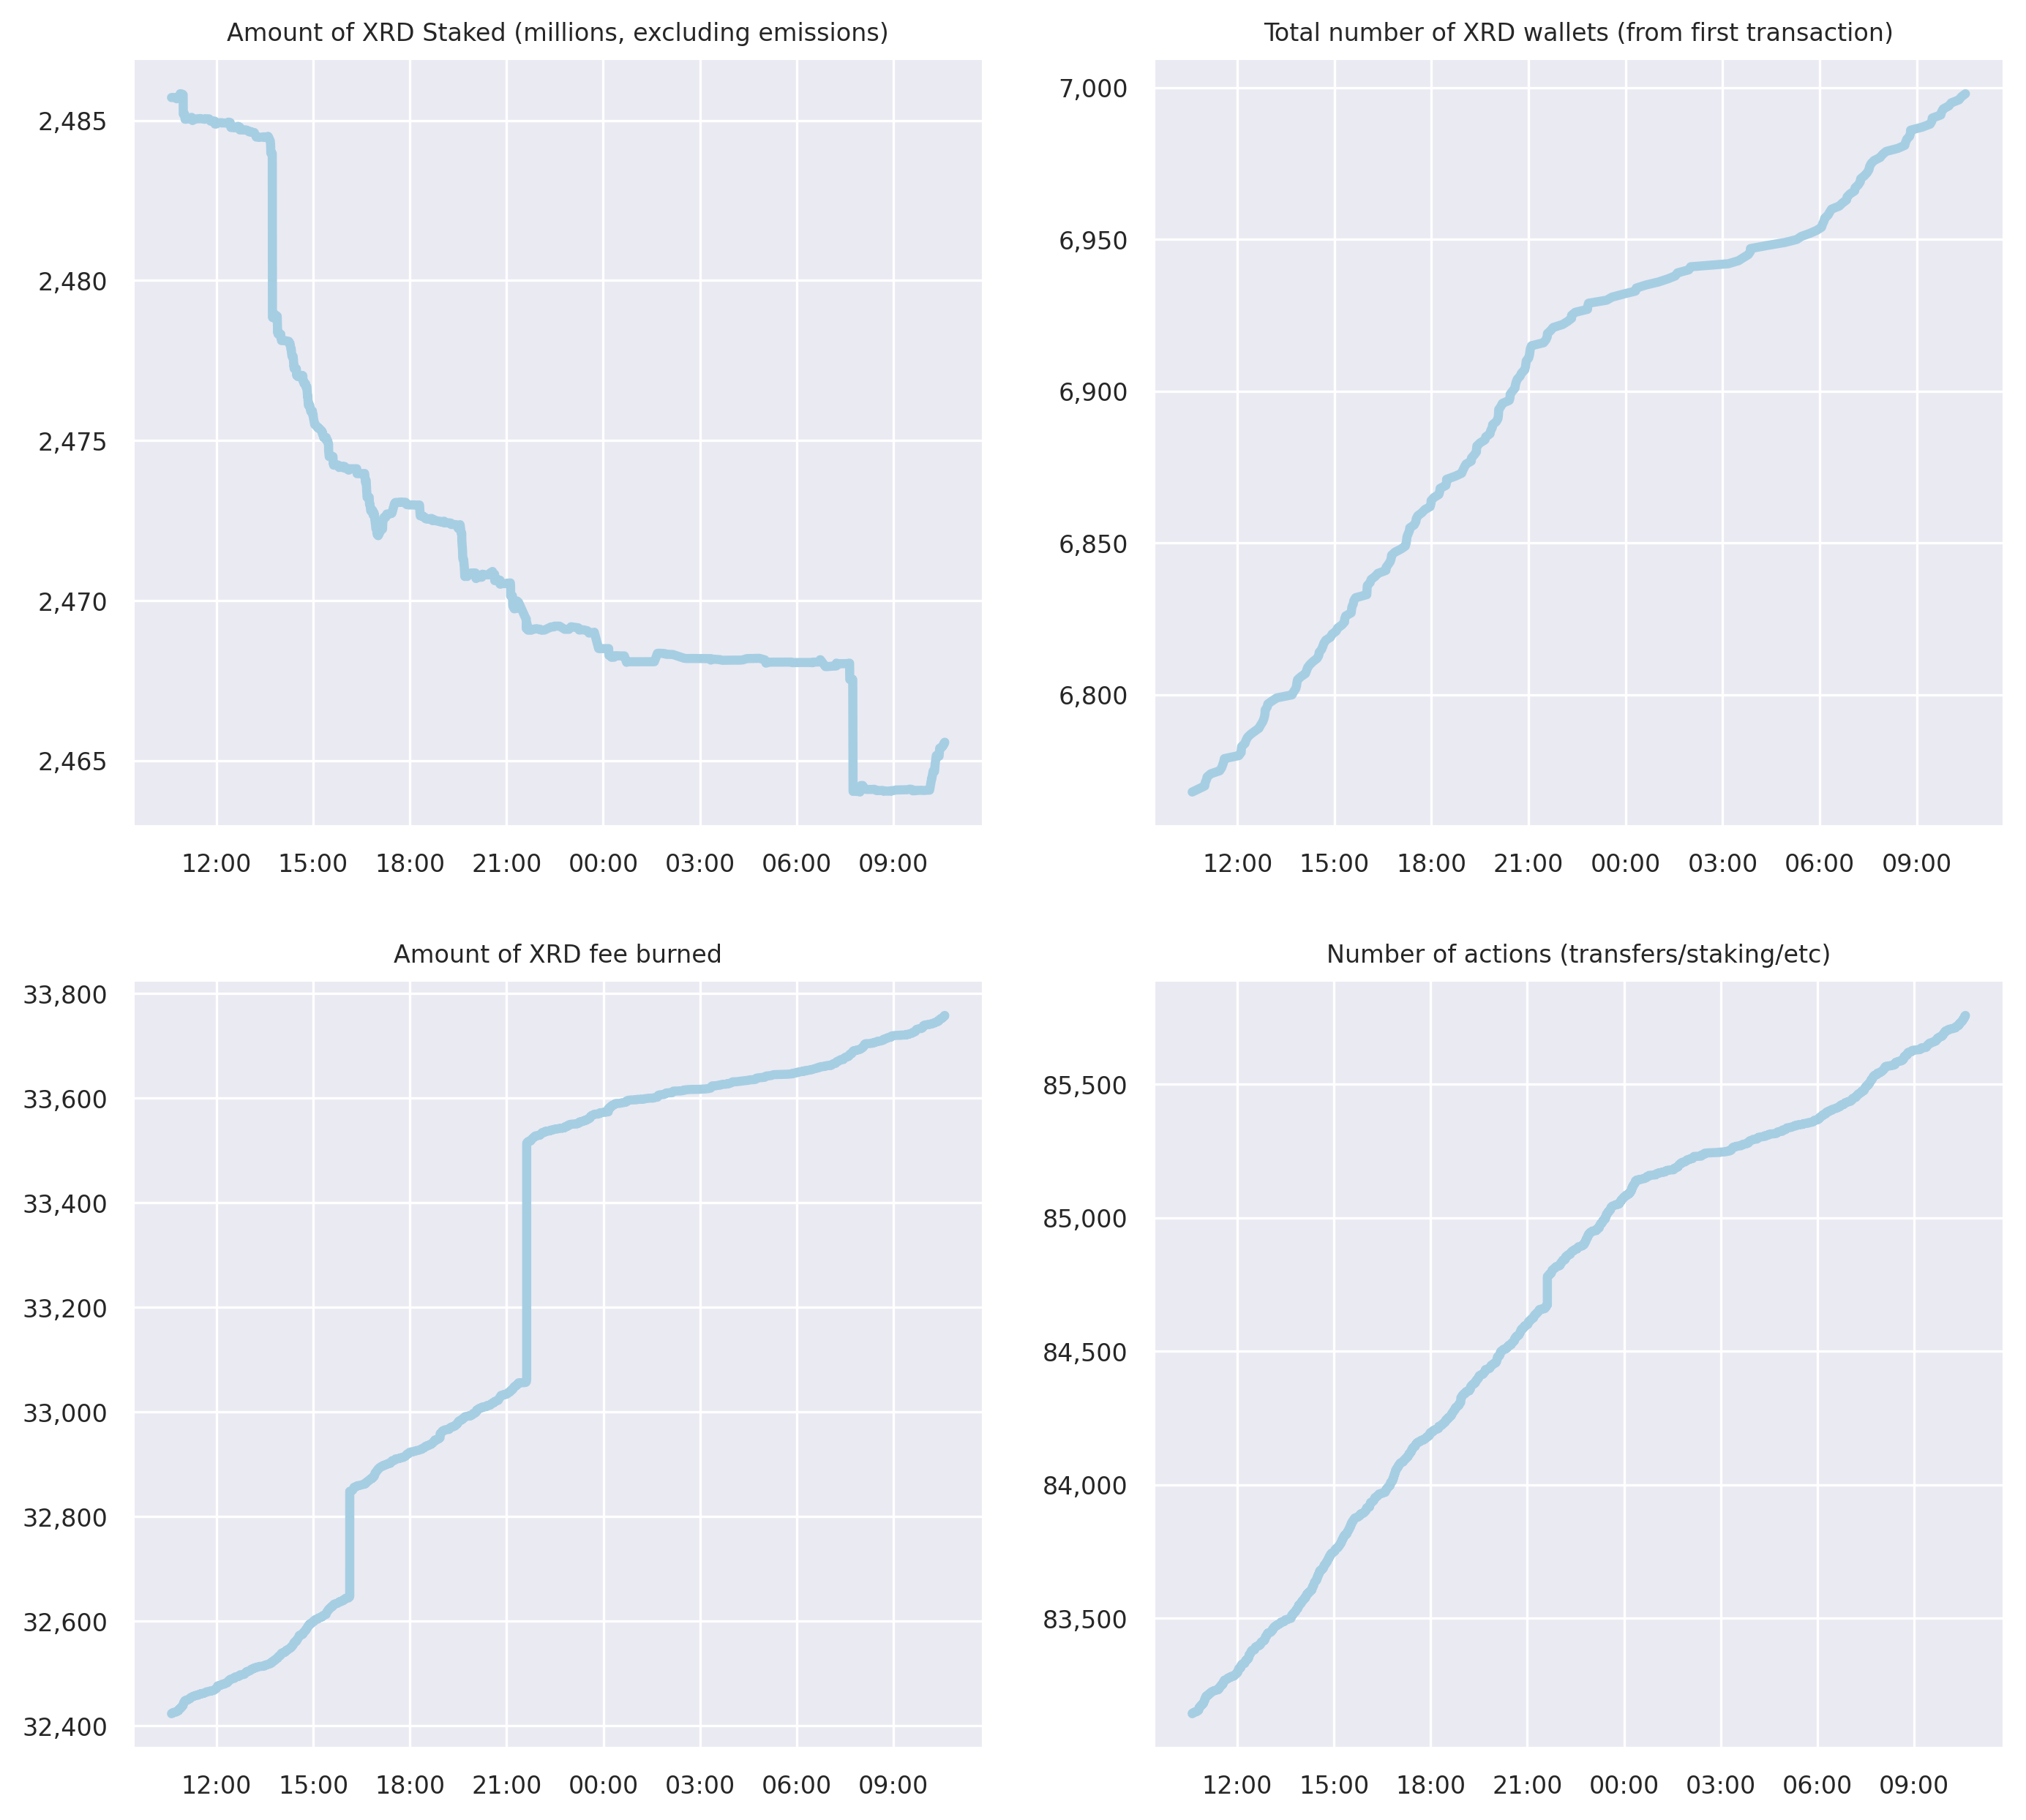 Amount of XRD Staked (millions, excluding emissions)
2,485
2,480
2,475
2,470
2,465
12:00 15:00 18:00 21:00 00:00 03:00 06:00 09:00
Total number of XRD wallets (from first transaction)
7,000
6,950
6,900
6,850
6,800
12:00 15:00 18:00 21:00 00:00 03:00 06:00 09:00
Amount of XRD fee burned
33,800
33,600
33,400
33,200
33,000
32,800
32,600
32,400
12:00 15:00 18:00 21:00 00:00 03:00 06:00 09:00
Number of actions (transfers/staking/etc)
85,500
85,000
84,500
84,000
83,500
12:00 15:00 18:00 21:00 00:00 03:00 06:00 09:00